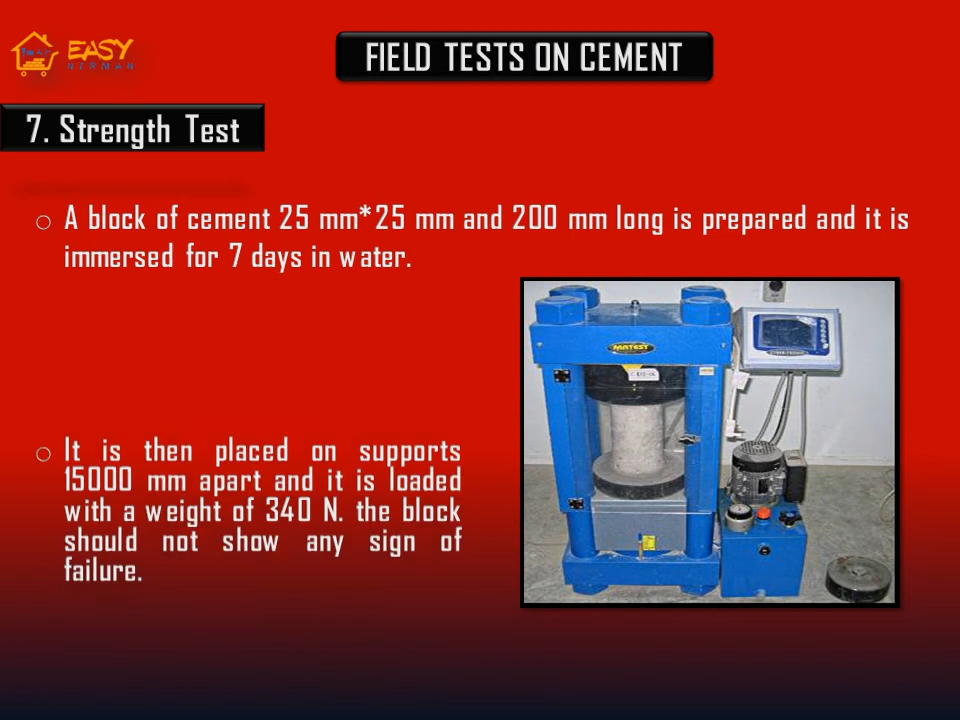 EASY
NIRMAN
FIELD TESTS ON CEMENT
7. Strength Test
o A block of cement 25 mm*25 mm and 200 mm long is prepared and it is
immersed for 7 days in water.
MATEST
o It is then placed on supports
15000 mm apart and it is loaded
with a weight of 340 N. the block
should not show any sign of
failure.